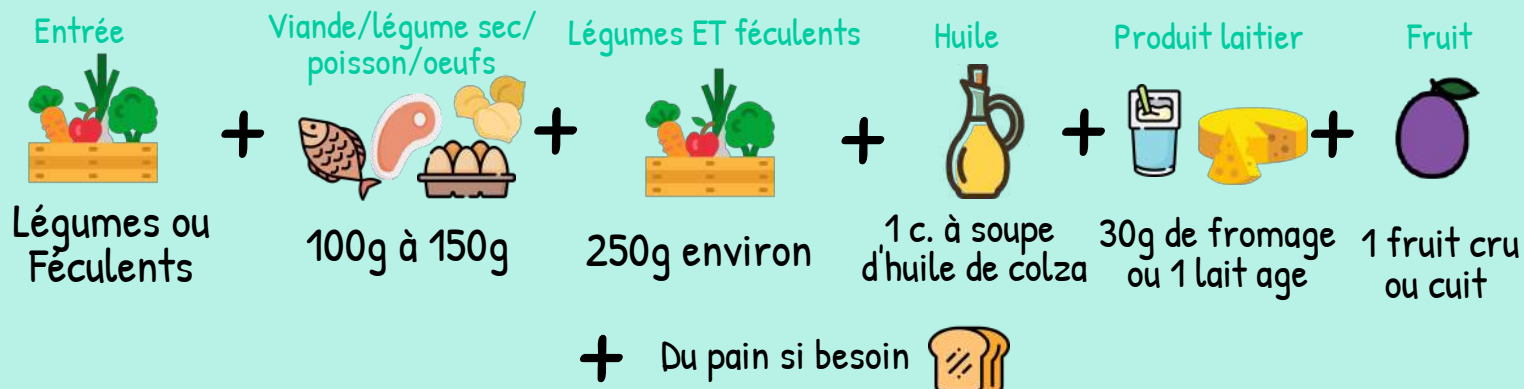 Entrée
Légumes ou
Féculents
Viande/légume sec/
poisson/oeufs
100g à 150g
Légumes ET féculents
250g environ
Huile
1 c. à soupe
d'huile de colza
Produit laitier
30g de fromage
ou 1 lait age
Fruit
1 fruit cru
ou cuit
Du pain si besoin